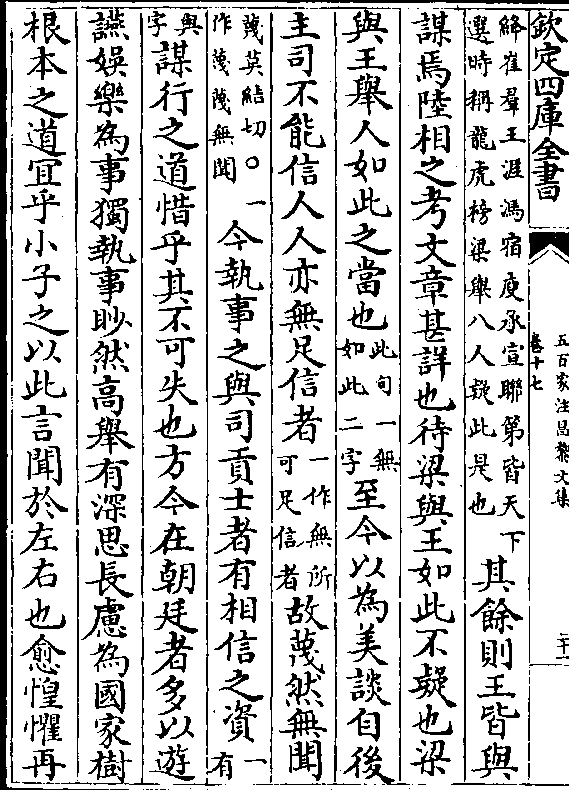 欽定四庫全書
五百家注昌黎文集
卷十七
二十二
絳崔羣王涯馮宿庾承宣聯第皆天下
選時稱龍虎榜梁舉八人疑此是也
其餘則王皆與
謀焉陸相之考文章甚詳也待梁與王如此不疑也梁
與王舉人如此之當也
此句一無
如此二字
至今以為美談自後
主司不能信人人亦無足信者
一作無所
可足信者
故蔑然無聞
蔑莫結切〇一
作蔑蔑無聞
今執事之與司貢士者有相信之資
一有
與字
謀行之道惜乎其不可失也方今在朝廷者多以遊
讌娛樂為事獨執事眇然高舉有深思長慮為國家樹
根本之道宜乎小子之以此言聞於左右也愈惶懼再